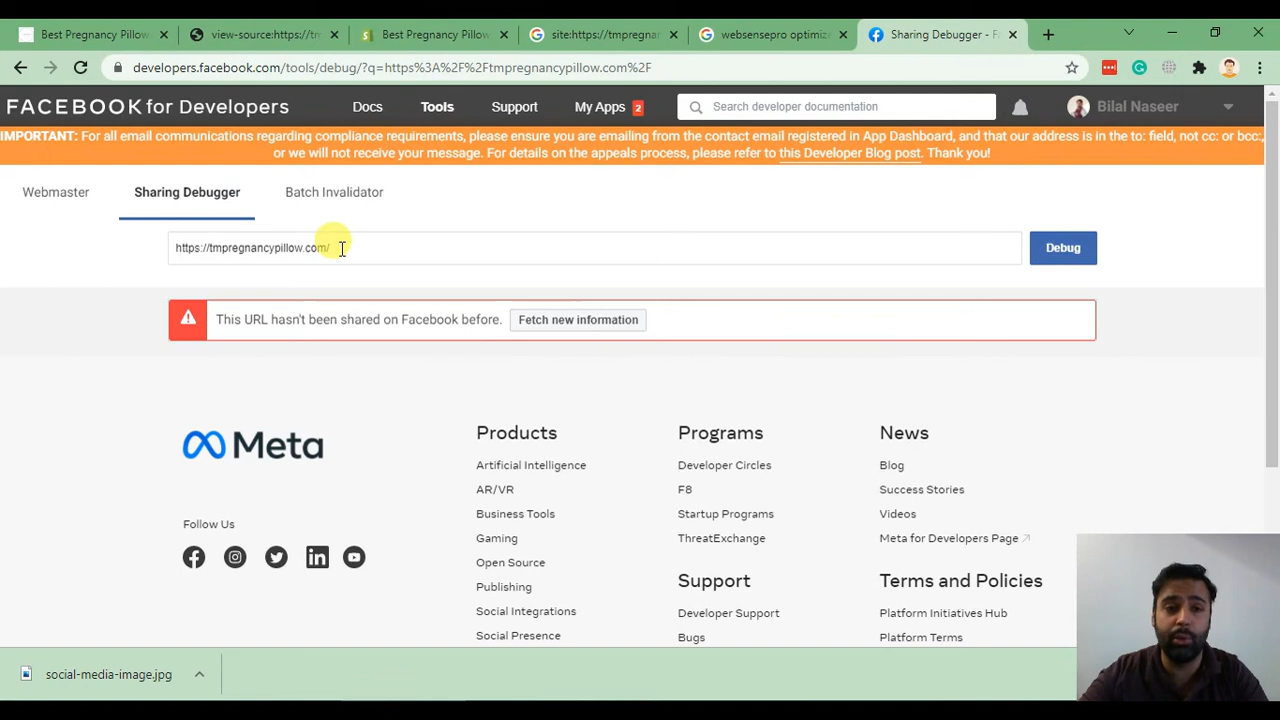 Best Pregnancy Pillow
view-source:https://tm
Best Pregnancy Pillow
site:https://tmpregnan
websensepro optimize
Sharing Debugger - F
developers.facebook.com/tools/debug/?q=https%3A%2F%2Ftmpregnancypillow.com%2F
FACEBOOK for Developers
Docs
Tools
Support
My Apps
2
Search developer documentation
Bilal Naseer
IMPORTANT: For all email communications regarding compliance requirements, please ensure you are emailing from the contact email registered in App Dashboard, and that our address is in the to: field, not cc: or bcc:,
or we will not receive your message. For details on the appeals process, please refer to this Developer Blog post. Thank you!
Webmaster
Sharing Debugger
Batch Invalidator
https://tmpregnancypillow.com/
Debug
This URL hasn't been shared on Facebook before.
Fetch new information
Meta
Follow Us
Products
Artificial Intelligence
AR/VR
Business Tools
Gaming
Open Source
Publishing
Social Integrations
Social Presence
Programs
Developer Circles
F8
Startup Programs
ThreatExchange
Support
Developer Support
Bugs
News
Blog
Success Stories
Videos
Meta for Developers Page
Terms and Policies
Platform Initiatives Hub
Platform Terms
social-media-image.jpg